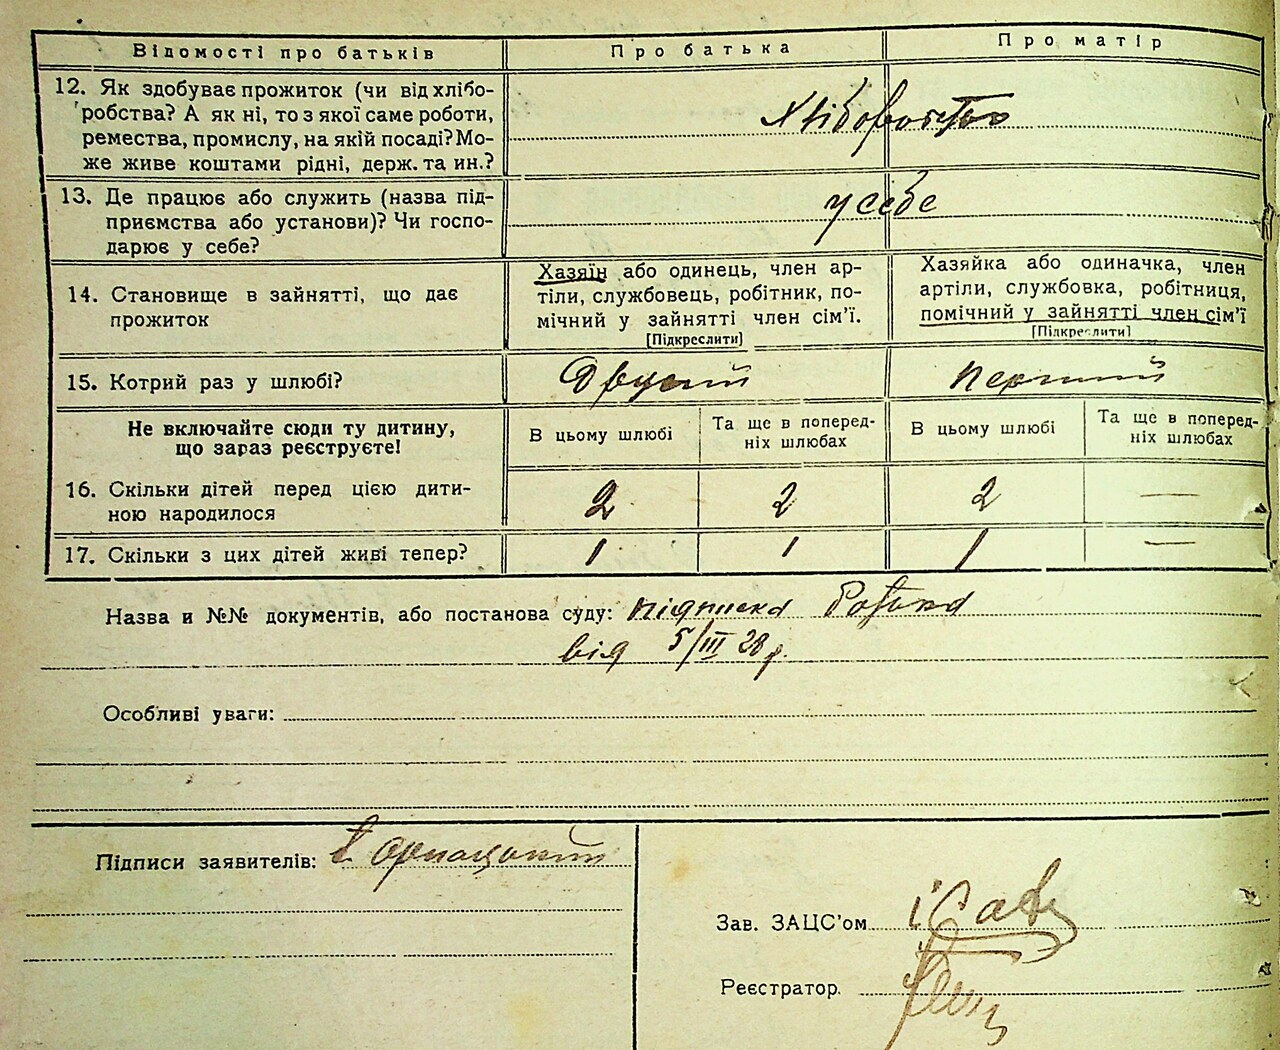 Відомості про батьків Про батька Про матір
12. Як здобуває прожиток (чи від хлібо-
робства? А як ні, то з якої саме роботи,
ремества, промислу, на якій посаді? Мо-
же живе коштами рідні, держ. та ин.?
Хліборобство
13. Де працює або служить (назва під-
приємства або установи)? Чи госпо-
дарює у себе?
у себе
14. Становище в зайнятті, що дає
прожиток
Хазяїн або одинець, член ар-
тіли, службовець, робітник, по-
мічний у зайнятті член сім'ї.
[Підкреслити]
Хазяйка або одиначка, член
артіли, службовка, робітниця,
помічний у зайнятті член сім'ї
[Підкреслити]
15. Котрий раз у шлюбі? Другий Перший
Не включайте сюди ту дитину,
що зараз реєструєте!
В цьому шлюбі
Та ще в поперед-
ніх шлюбах
В цьому шлюбі
Та ще в поперед-
ніх шлюбах
16. Скільки дітей перед цією дити-
ною народилося
2 2 2 —
17. Скільки з цих дітей живі тепер? 1 1 1 —
Назва и №№ документів, або постанова суду: підписка
від 5/III 28 р.
Особливі уваги:
Підписи заявителів:
Зав. ЗАЦС'ом
Реєстратор.